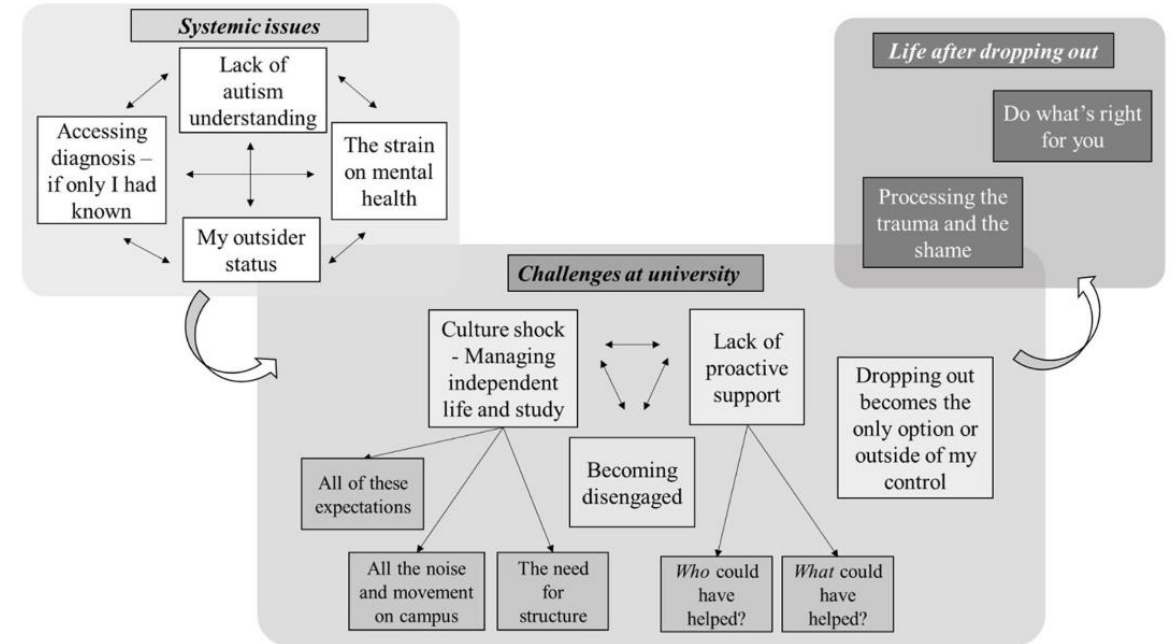 Systemic issues
Lack of
autism
understanding
Accessing
diagnosis –
if only I had
known
The strain
on mental
health
My outsider
status
Challenges at university
Culture shock
- Managing
independent
life and study
Lack of
proactive
support
Becoming
disengaged
Dropping out
becomes the
only option or
outside of my
control
All of these
expectations
All the noise
and movement
on campus
The need
for
structure
Who could
have
helped?
What could
have
helped?
Life after dropping out
Do what’s right
for you
Processing the
trauma and the
shame